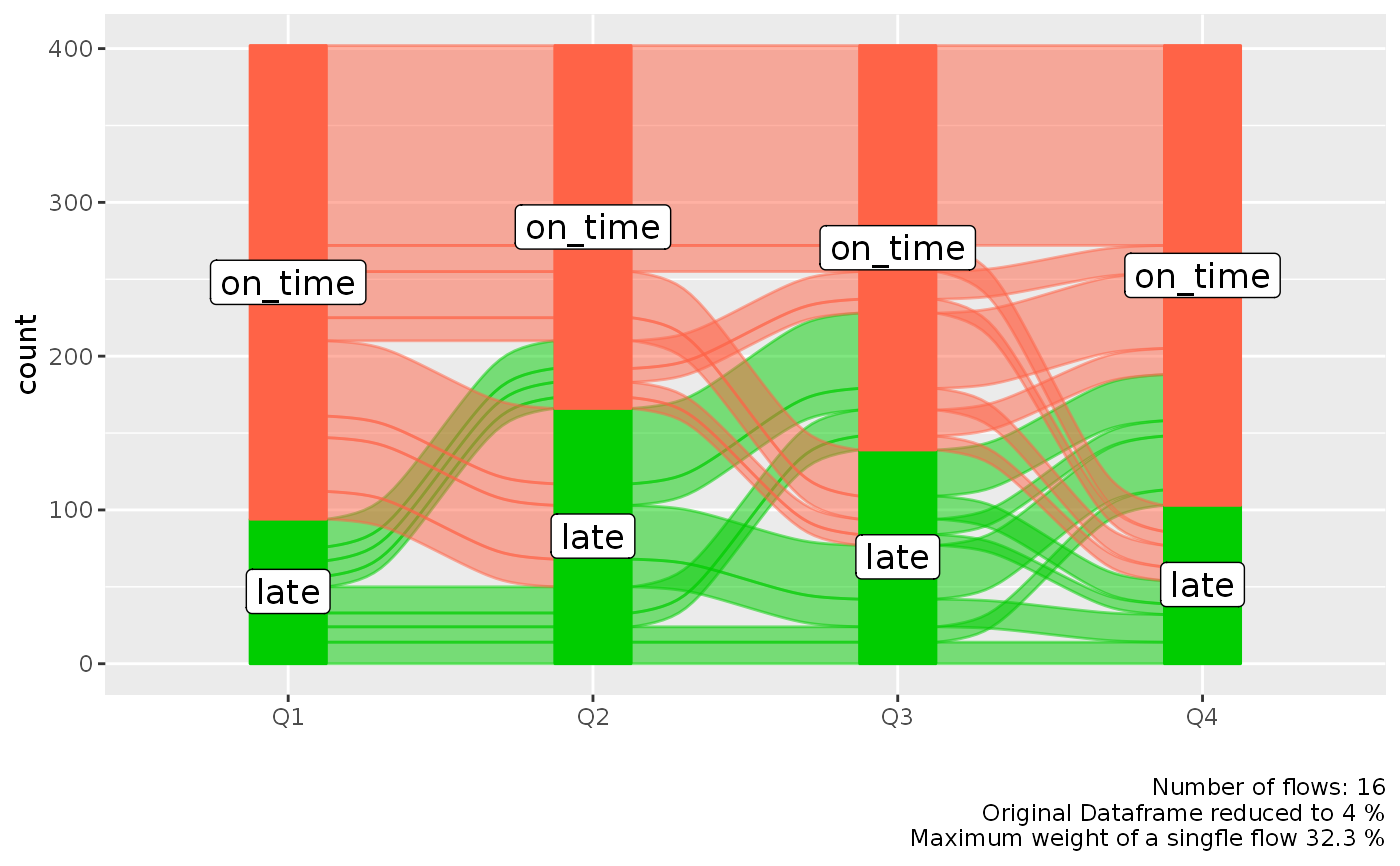 400
300
200
100
0
count
on_time
on_time
on_time
on_time
late
late
late
late
Q1
Q2
Q3
Q4
Number of flows: 16
Original Dataframe reduced to 4 %
Maximum weight of a singfle flow 32.3 %